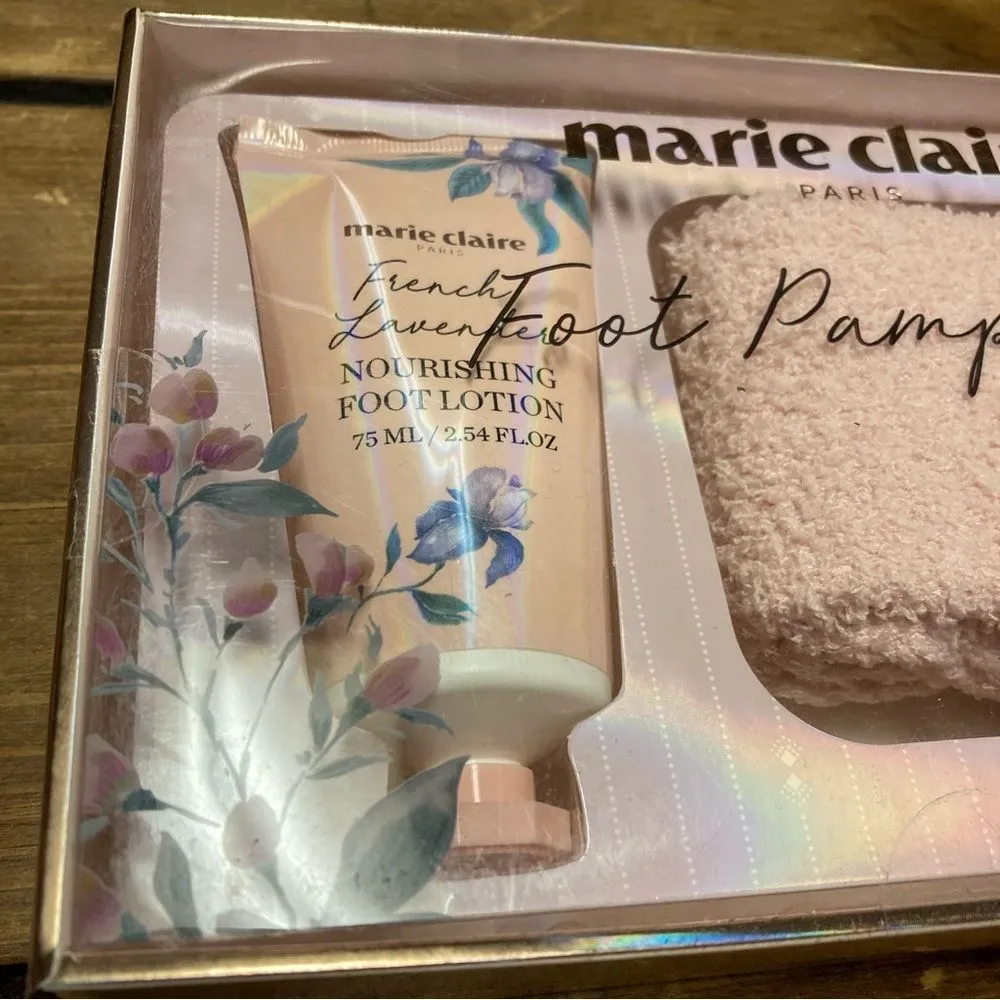 marie clai
PARIS
Foot Pamp
marie claire
PARIS
French
Lavender
NOURISHING
FOOT LOTION
75 ML / 2.54 FL.OZ